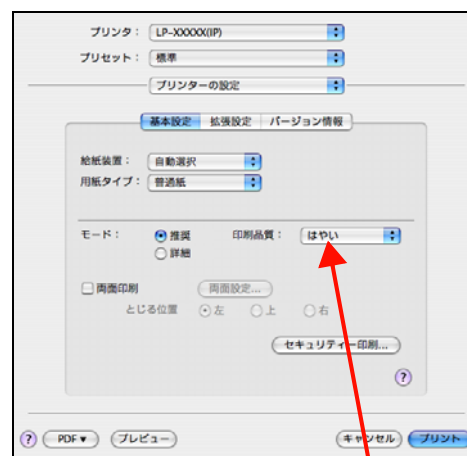 プリンタ： LP-XXXXX(IP)
プリセット： 標準
プリンターの設定
基本設定 拡張設定 バージョン情報
給紙装置： 自動選択
用紙タイプ： 普通紙
モード： 推奨 印刷品質： はやい
詳細
両面印刷 両面設定...
とじる位置 左 上 右
セキュリティー印刷...
?
? PDF▼ プレビュー キャンセル プリント